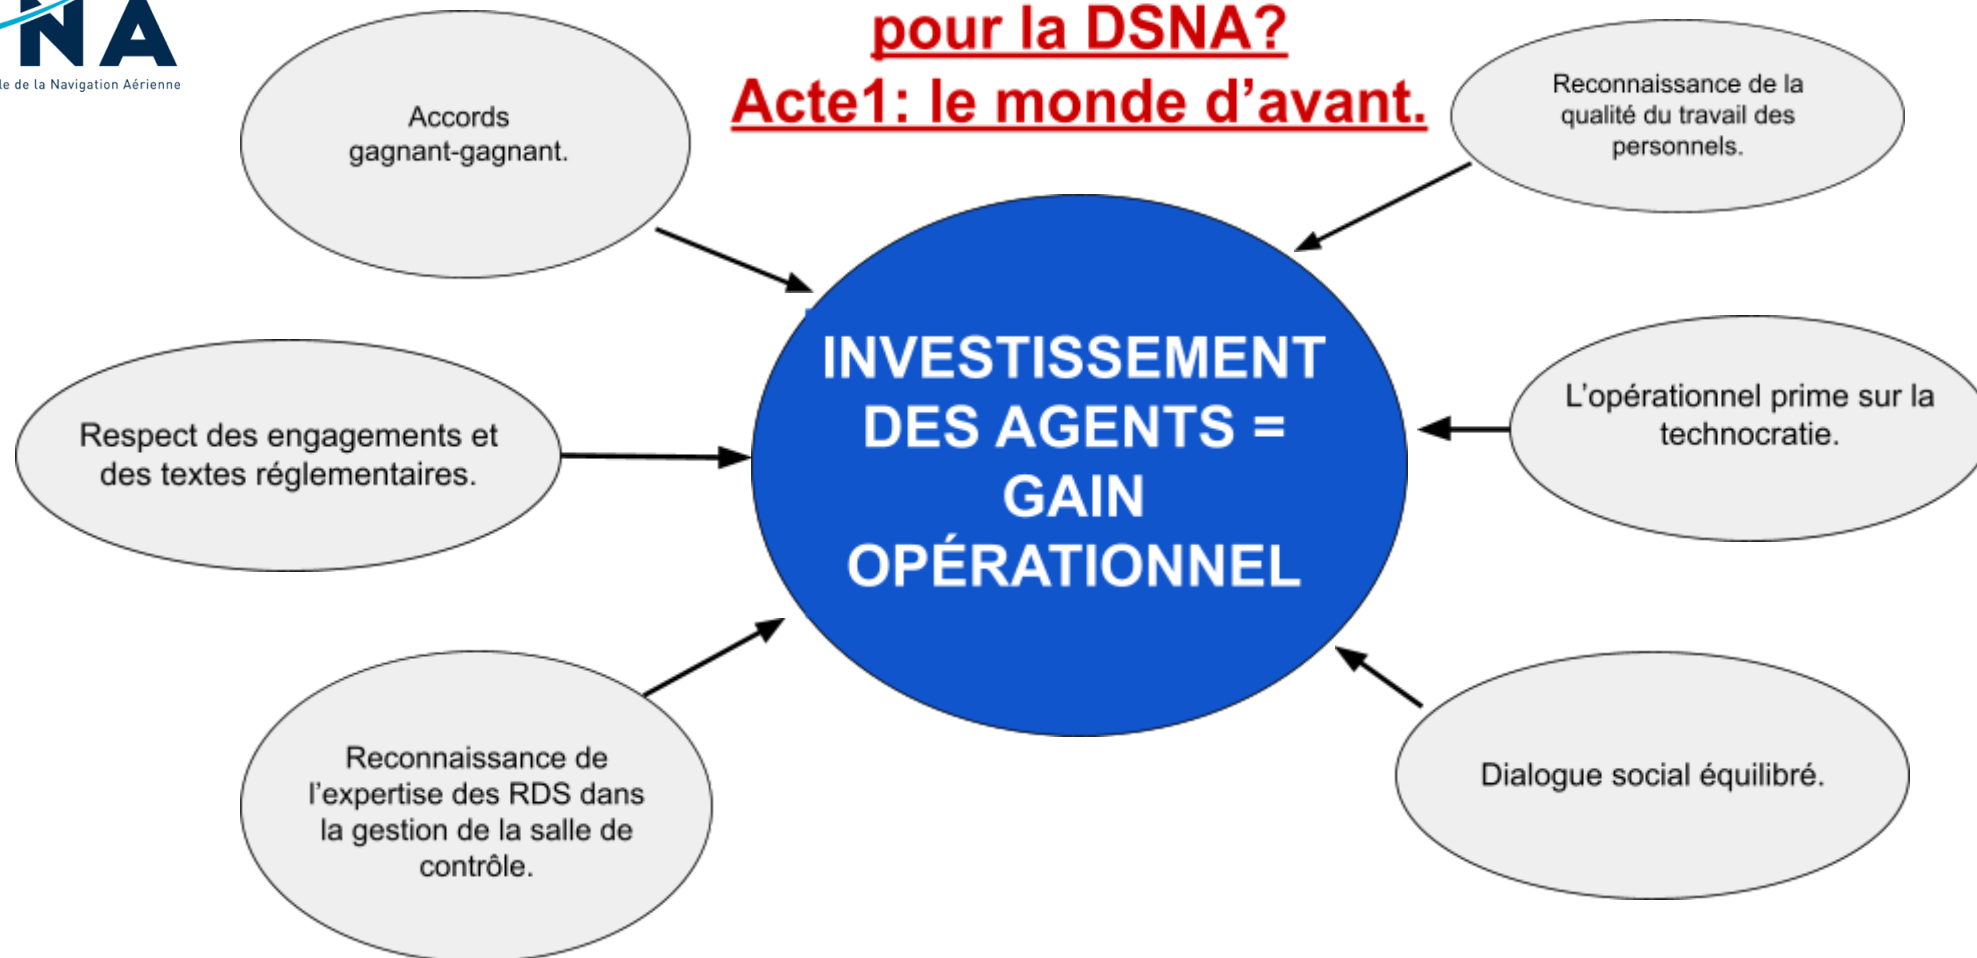 NA
le de la Navigation Aérienne
pour la DSNA?
Acte1: le monde d’avant.
Accords
gagnant-gagnant.
Reconnaissance de la
qualité du travail des
personnels.
INVESTISSEMENT
DES AGENTS =
GAIN
OPÉRATIONNEL
Respect des engagements et
des textes réglementaires.
L’opérationnel prime sur la
technocratie.
Reconnaissance de
l’expertise des RDS dans
la gestion de la salle de
contrôle.
Dialogue social équilibré.